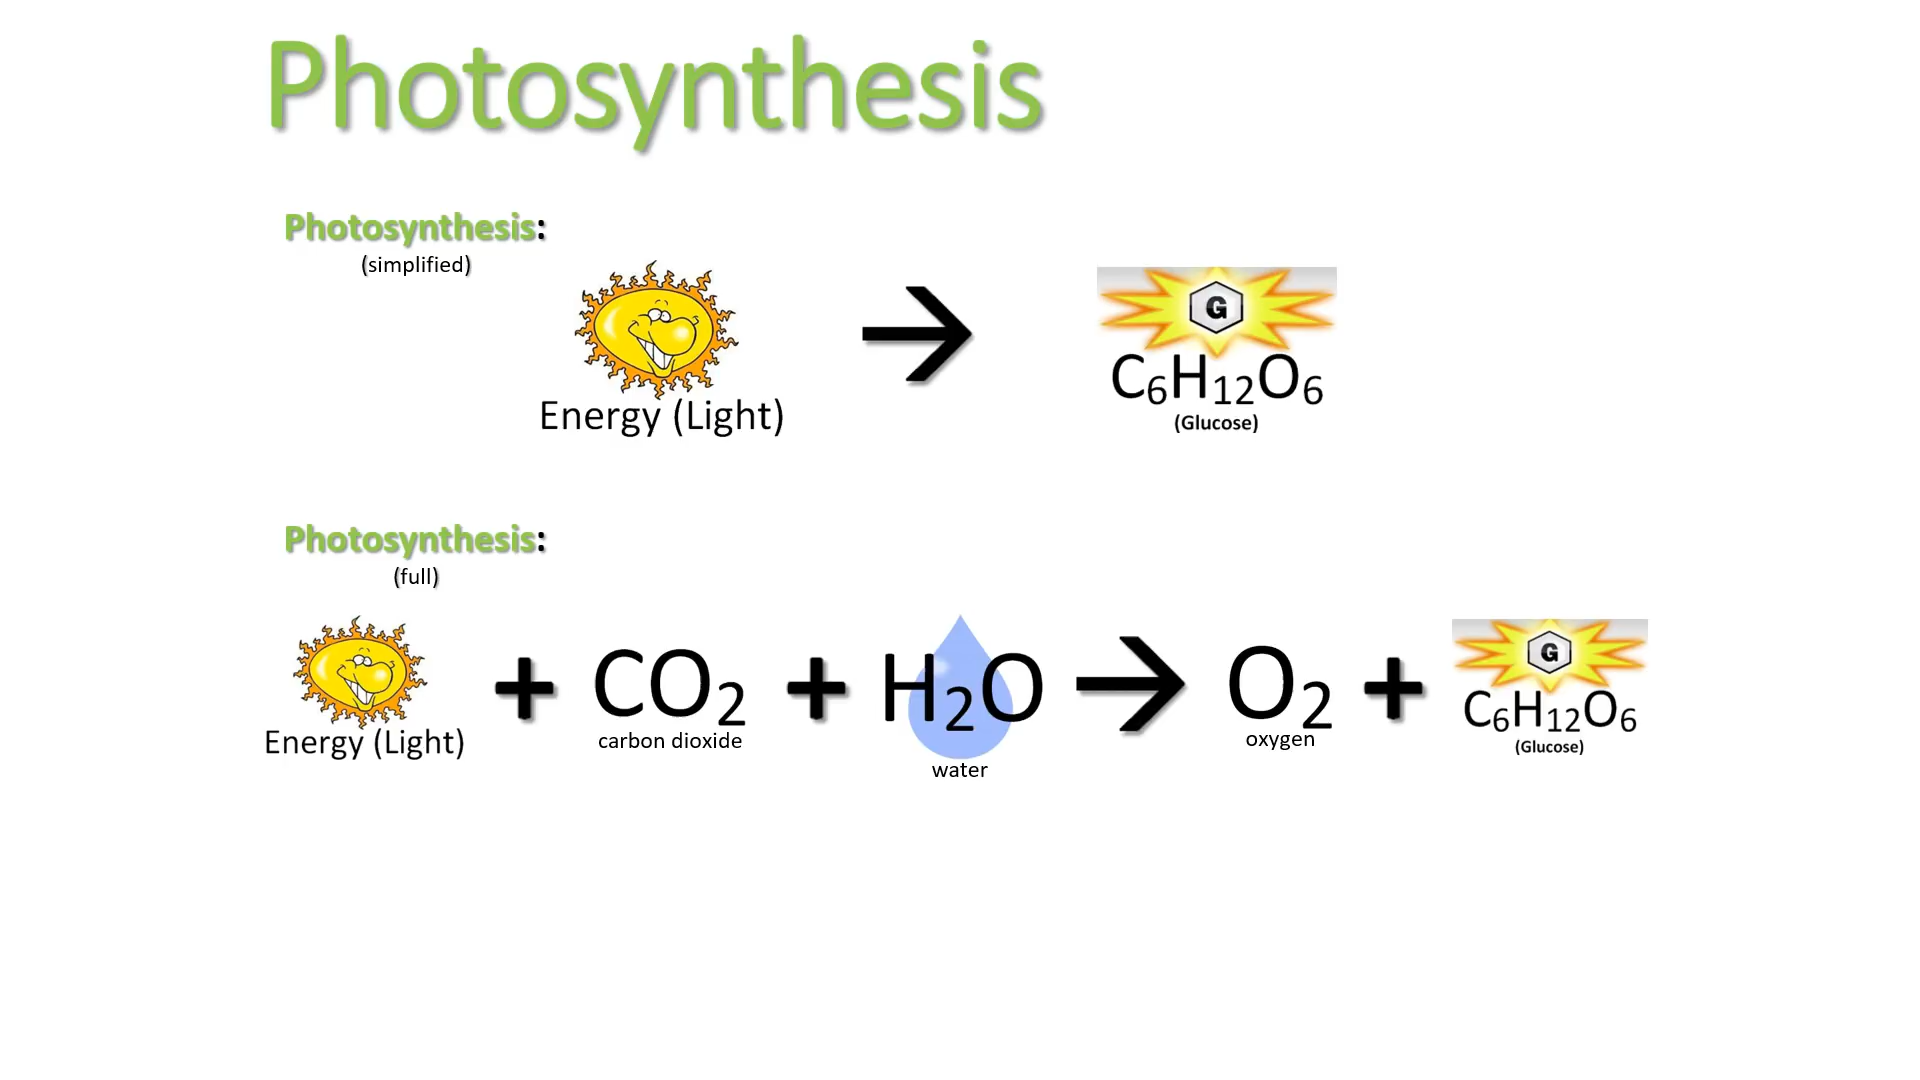 Photosynthesis
Photosynthesis:
(simplified)
G
Energy (Light) → C₆H₁₂O₆
(Glucose)
Photosynthesis:
(full)
G
Energy (Light) + CO₂ + H₂O → O₂ + C₆H₁₂O₆
carbon dioxide water oxygen (Glucose)